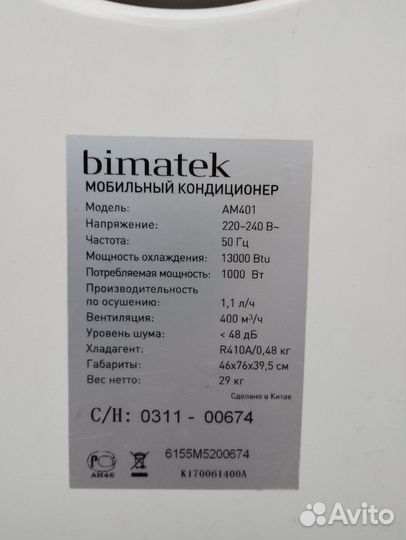 bimatek
МОБИЛЬНЫЙ КОНДИЦИОНЕР
Модель: AM401
Напряжение: 220-240 В~
Частота: 50 Гц
Мощность охлаждения: 13000 Btu
Потребляемая мощность: 1000 Вт
Производительность
по осушению: 1,1 л/ч
Вентиляция: 400 м³/ч
Уровень шума: < 48 дБ
Хладагент: R410A/0,48 кг
Габариты: 46х76х39,5 см
Вес нетто: 29 кг
Сделано в Китае
С/Н: 0311 - 00674
6155M5200674
АИ46
K170061400A
Avito